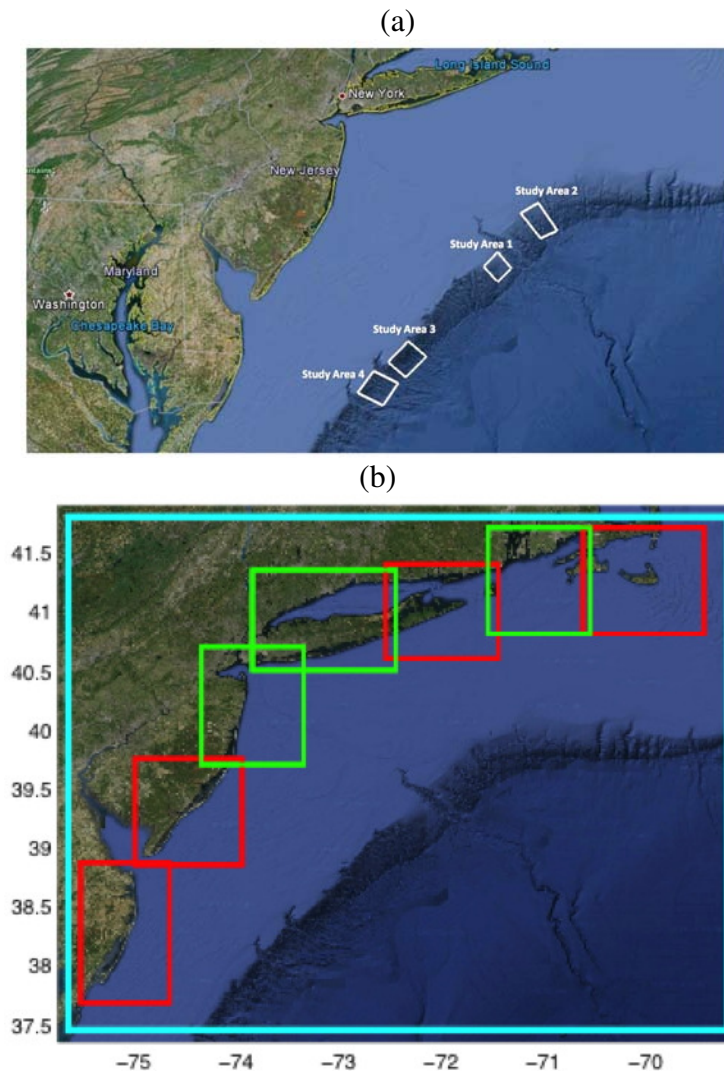 (a)
Long Island Sound
New York
New Jersey
Study Area 2
Study Area 1
Maryland
Washington
Chesapeake Bay
Study Area 3
Study Area 4
(b)
41.5
41
40.5
40
39.5
39
38.5
38
37.5
−75 −74 −73 −72 −71 −70